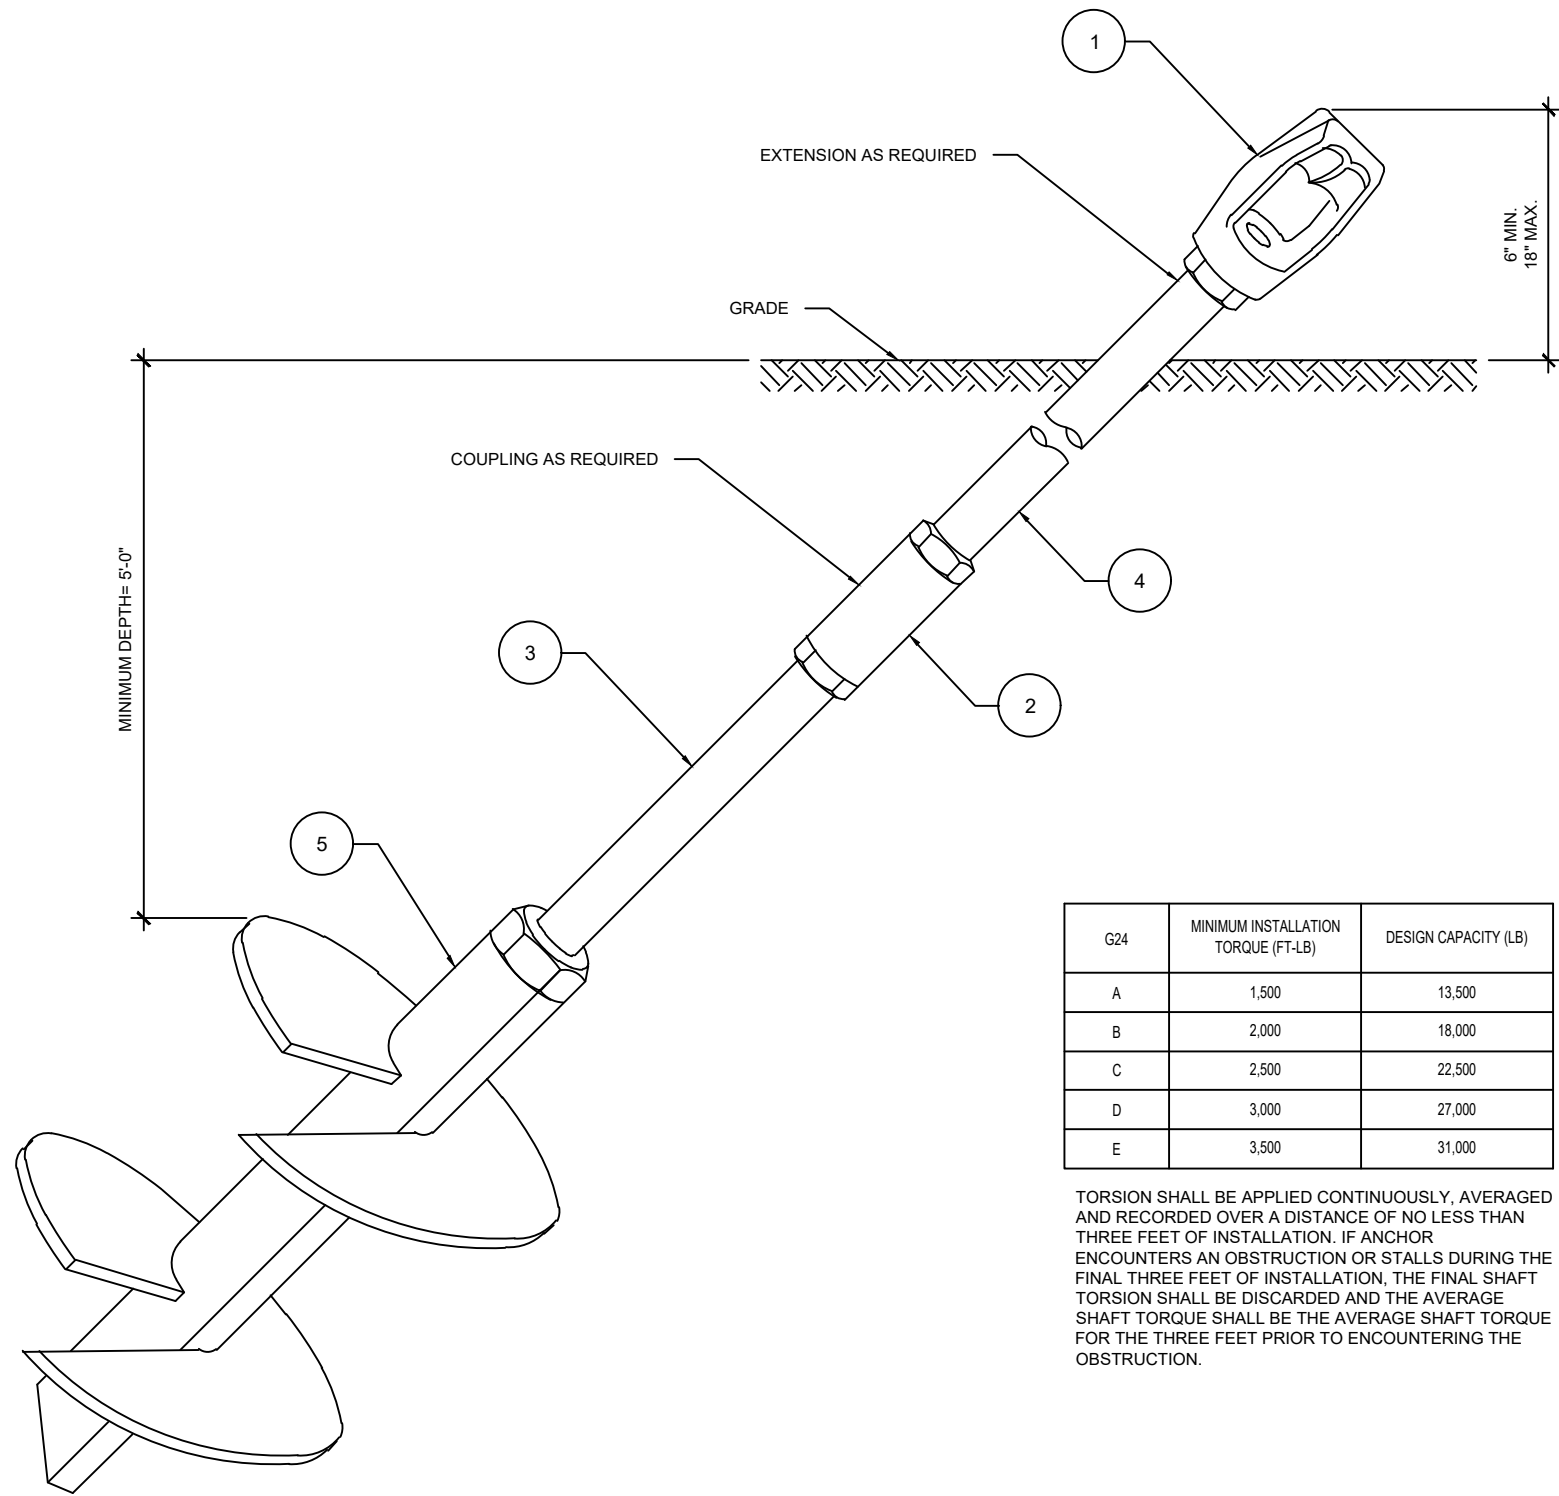 1
EXTENSION AS REQUIRED
6" MIN.
18" MAX.
GRADE
COUPLING AS REQUIRED
MINIMUM DEPTH= 5'-0"
4
3
2
5
G24
MINIMUM INSTALLATION
TORQUE (FT-LB)
DESIGN CAPACITY (LB)
A 1,500 13,500
B 2,000 18,000
C 2,500 22,500
D 3,000 27,000
E 3,500 31,000
TORSION SHALL BE APPLIED CONTINUOUSLY, AVERAGED
AND RECORDED OVER A DISTANCE OF NO LESS THAN
THREE FEET OF INSTALLATION. IF ANCHOR
ENCOUNTERS AN OBSTRUCTION OR STALLS DURING THE
FINAL THREE FEET OF INSTALLATION, THE FINAL SHAFT
TORSION SHALL BE DISCARDED AND THE AVERAGE
SHAFT TORQUE SHALL BE THE AVERAGE SHAFT TORQUE
FOR THE THREE FEET PRIOR TO ENCOUNTERING THE
OBSTRUCTION.